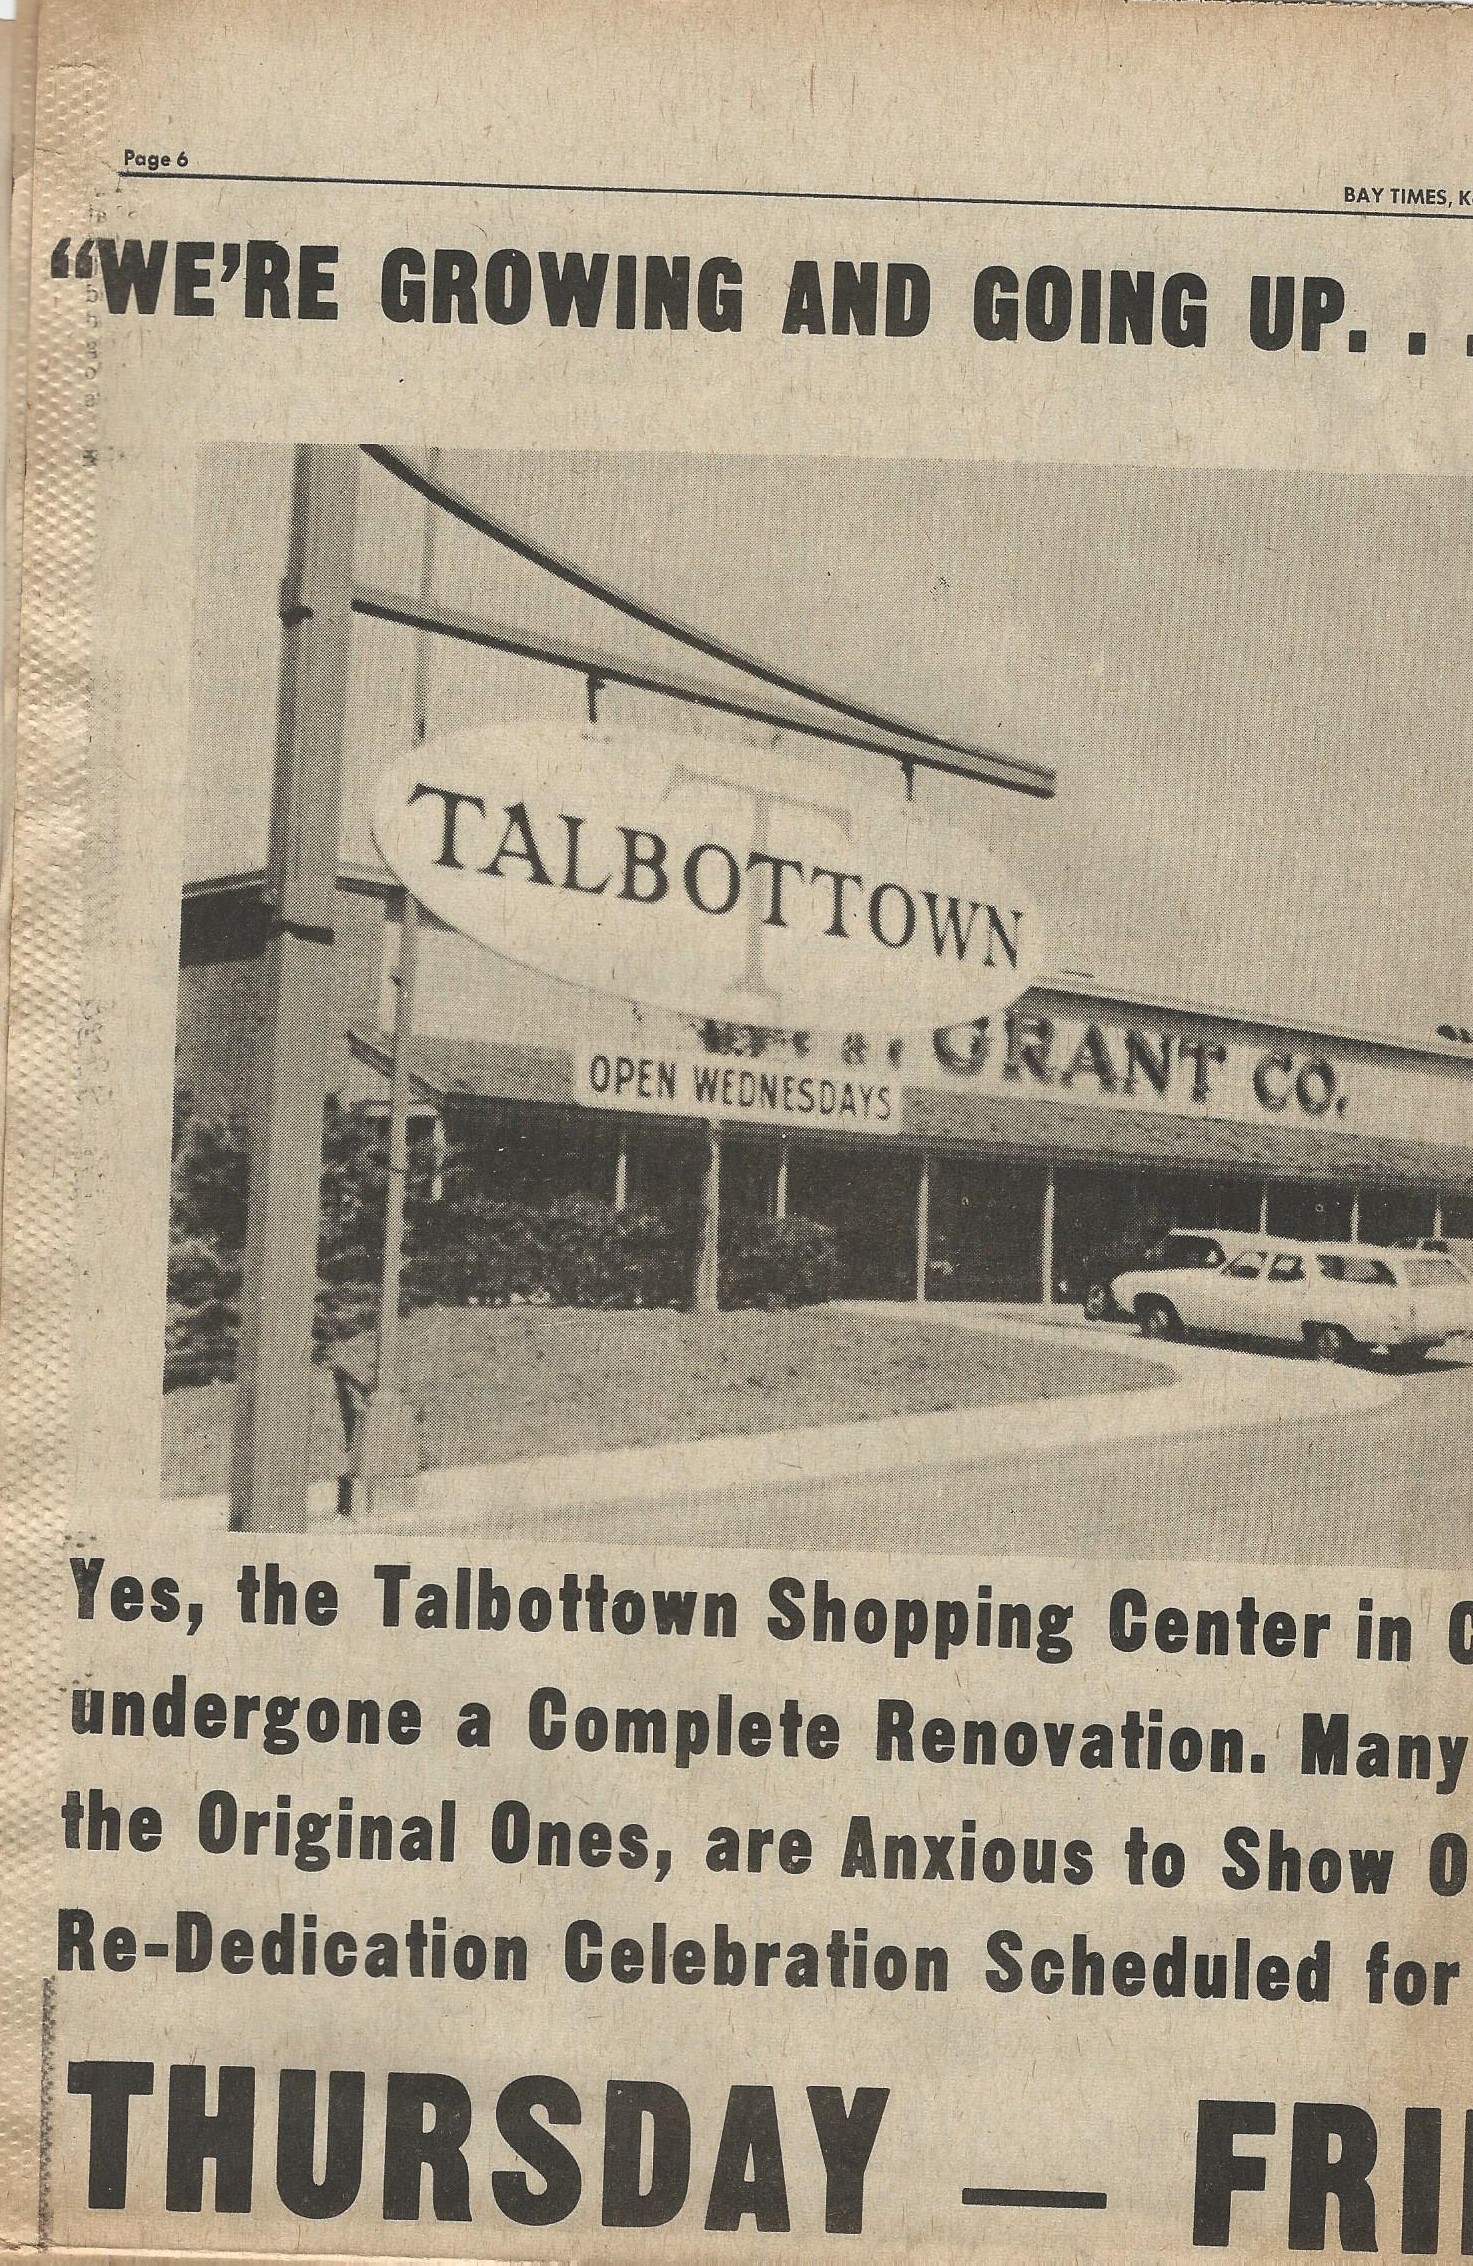 Page 6
BAY TIMES, K
“WE’RE GROWING AND GOING UP. . .
T
TALBOTTOWN
GRANT CO.
OPEN WEDNESDAYS
Yes, the Talbottown Shopping Center in C
undergone a Complete Renovation. Many
the Original Ones, are Anxious to Show O
Re-Dedication Celebration Scheduled for
THURSDAY — FRI